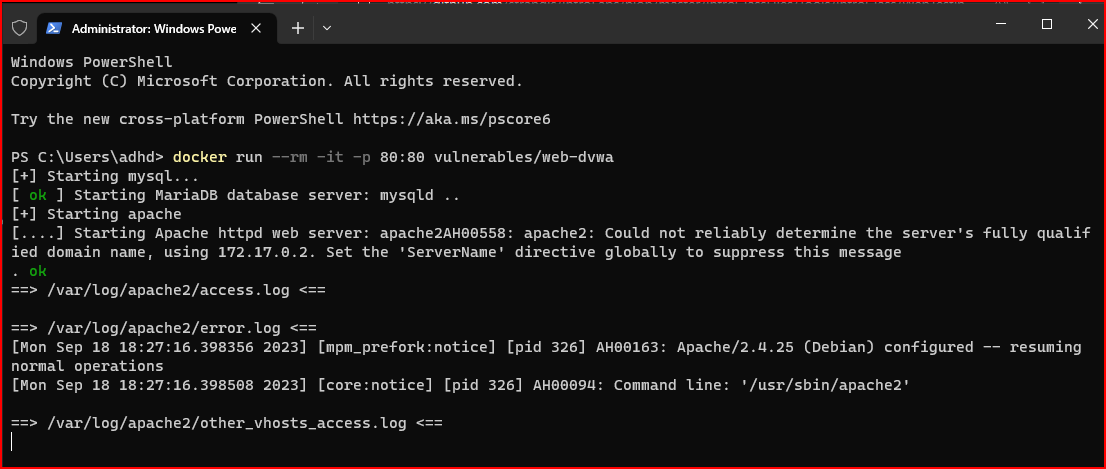 Administrator: Windows Powe
Windows PowerShell
Copyright (C) Microsoft Corporation. All rights reserved.
Try the new cross-platform PowerShell https://aka.ms/pscore6
PS C:\Users\adhd> docker run --rm -it -p 80:80 vulnerables/web-dvwa
[+] Starting mysql...
[ ok ] Starting MariaDB database server: mysqld ..
[+] Starting apache
[....] Starting Apache httpd web server: apache2AH00558: apache2: Could not reliably determine the server's fully qualif
ied domain name, using 172.17.0.2. Set the 'ServerName' directive globally to suppress this message
. ok
==> /var/log/apache2/access.log <==
==> /var/log/apache2/error.log <==
[Mon Sep 18 18:27:16.398356 2023] [mpm_prefork:notice] [pid 326] AH00163: Apache/2.4.25 (Debian) configured -- resuming
normal operations
[Mon Sep 18 18:27:16.398508 2023] [core:notice] [pid 326] AH00094: Command line: '/usr/sbin/apache2'
==> /var/log/apache2/other_vhosts_access.log <==